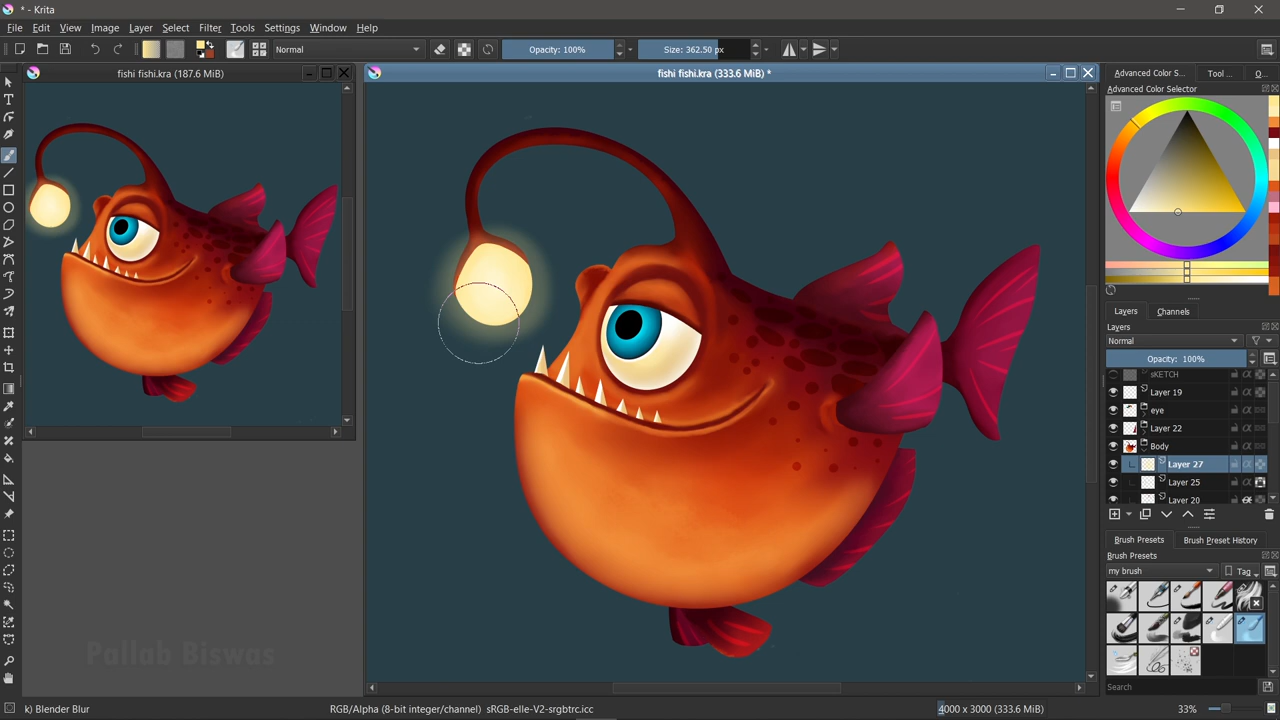 * - Krita
File Edit View Image Layer Select Filter Tools Settings Window Help
Normal Opacity: 100% Size: 362.50 px
fishi fishi.kra (187.6 MiB)
fishi fishi.kra (333.6 MiB) *
Advanced Color S... Tool ... O...
Advanced Color Selector
Layers Channels
Layers
Normal
Opacity: 100%
sKETCH
Layer 19
eye
Layer 22
Body
Layer 27
Layer 25
Layer 20
Brush Presets Brush Preset History
Brush Presets
my brush Tag
Search
Pallab Biswas
k) Blender Blur RGB/Alpha (8-bit integer/channel) sRGB-elle-V2-srgbtrc.icc 4000 x 3000 (333.6 MiB) 33%